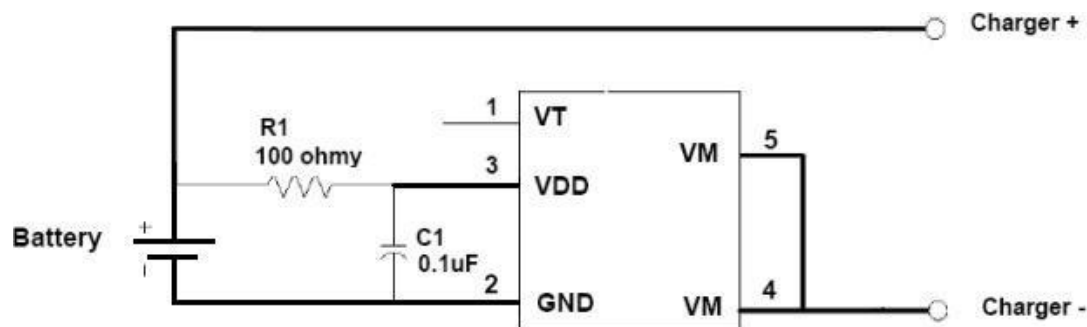 Charger +
1
VT
R1
100 ohmy
VM
5
3
VDD
+
Battery
C1
0.1uF
-
2
GND
VM
4
Charger -